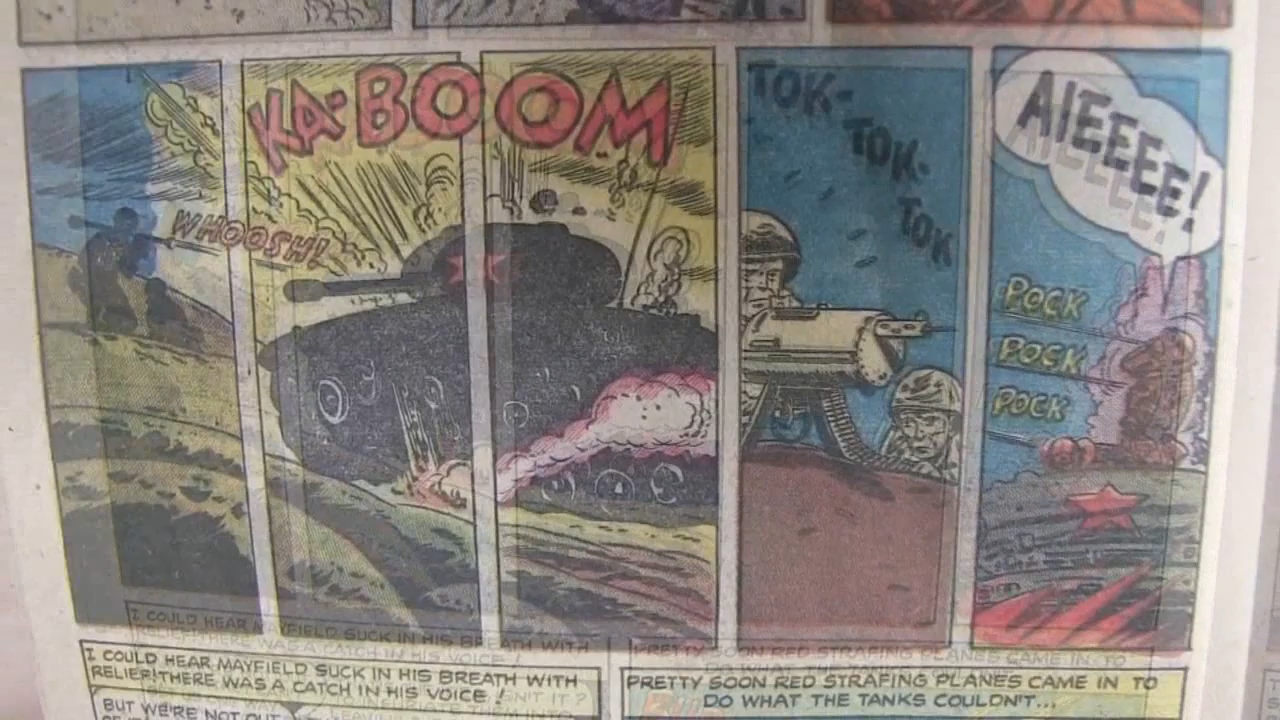 KA-BOOM
WHOOSH!
TOK-
TOK-
TOK
AIEEEE!
POCK
POCK
POCK
I COULD HEAR MAYFIELD SUCK IN HIS BREATH WITH
RELIEF! THERE WAS A CATCH IN HIS VOICE!
BUT WE'RE NOT OUT
PRETTY SOON RED STRAFING PLANES CAME IN TO
DO WHAT THE TANKS COULDN'T...